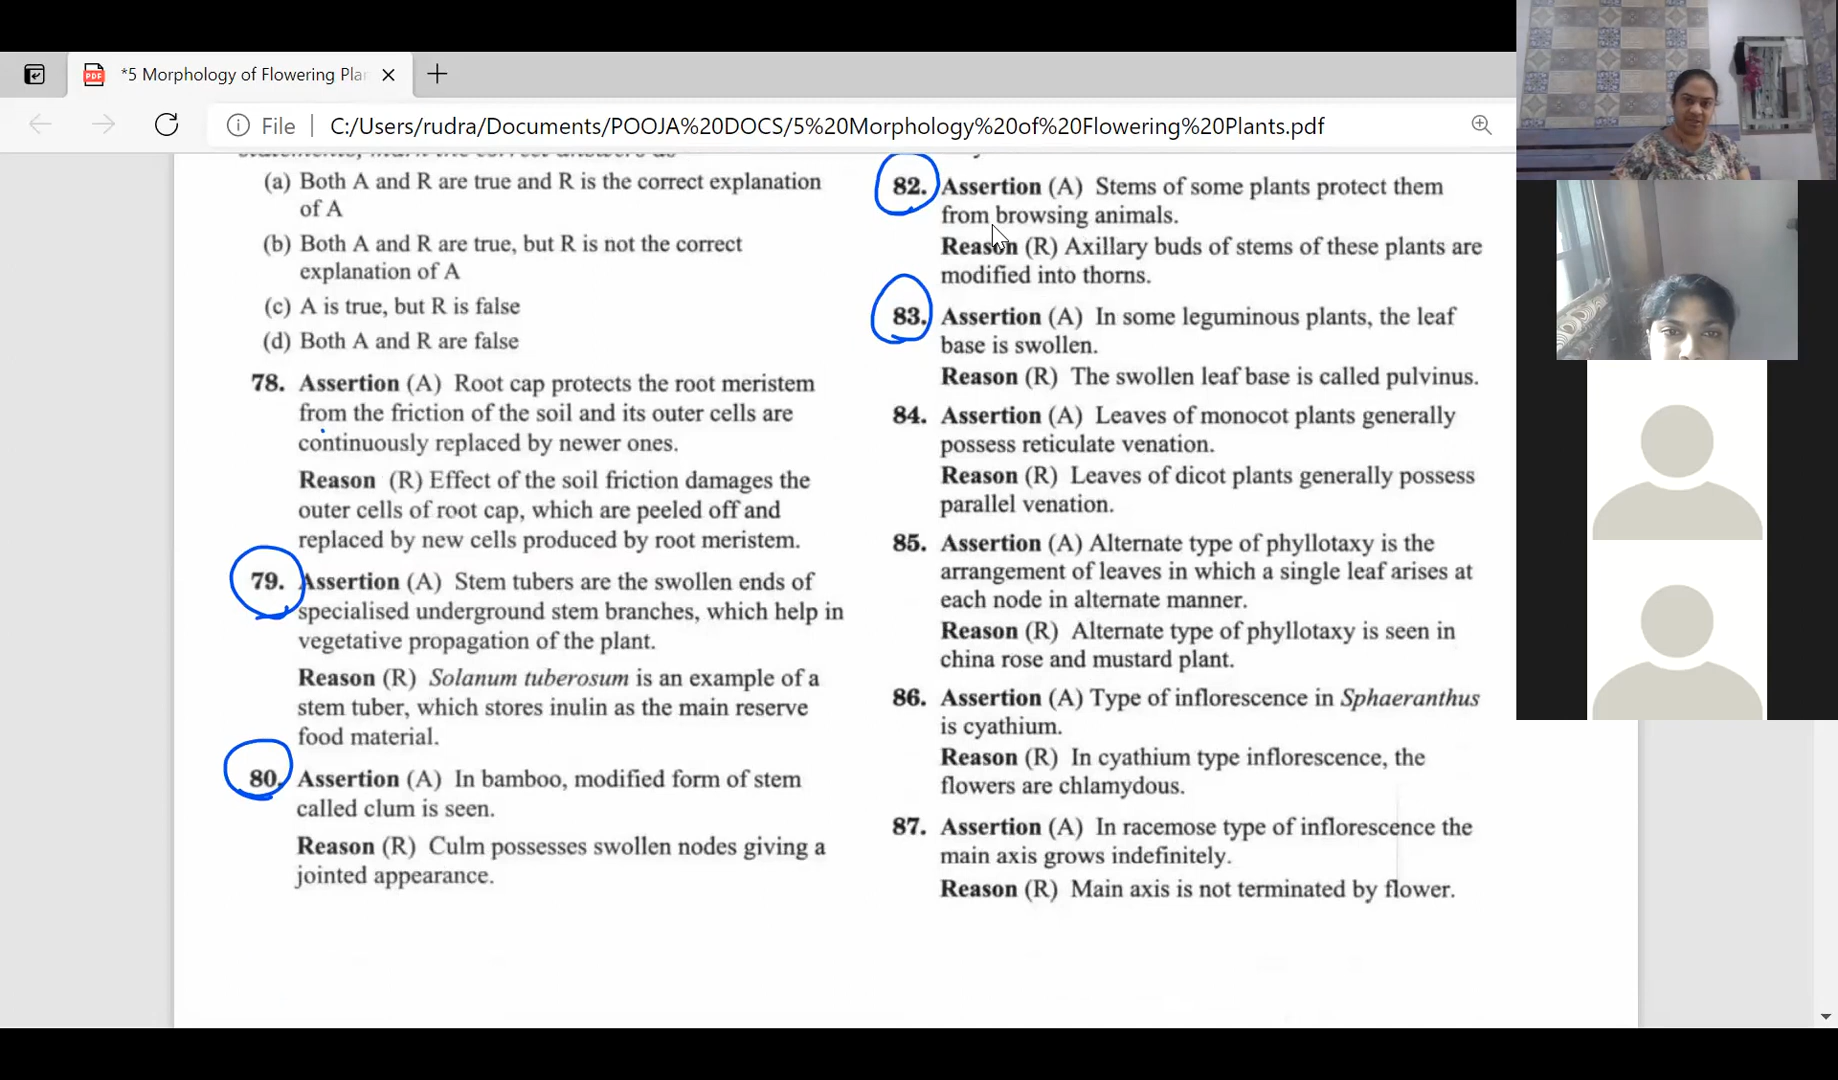 *5 Morphology of Flowering Pla
File | C:/Users/rudra/Documents/POOJA%20DOCS/5%20Morphology%20of%20Flowering%20Plants.pdf
statements, mark the correct answers as
(a) Both A and R are true and R is the correct explanation
of A
(b) Both A and R are true, but R is not the correct
explanation of A
(c) A is true, but R is false
(d) Both A and R are false
78. Assertion (A) Root cap protects the root meristem
from the friction of the soil and its outer cells are
continuously replaced by newer ones.
Reason (R) Effect of the soil friction damages the
outer cells of root cap, which are peeled off and
replaced by new cells produced by root meristem.
79. Assertion (A) Stem tubers are the swollen ends of
specialised underground stem branches, which help in
vegetative propagation of the plant.
Reason (R) Solanum tuberosum is an example of a
stem tuber, which stores inulin as the main reserve
food material.
80. Assertion (A) In bamboo, modified form of stem
called clum is seen.
Reason (R) Culm possesses swollen nodes giving a
jointed appearance.
82. Assertion (A) Stems of some plants protect them
from browsing animals.
Reason (R) Axillary buds of stems of these plants are
modified into thorns.
83. Assertion (A) In some leguminous plants, the leaf
base is swollen.
Reason (R) The swollen leaf base is called pulvinus.
84. Assertion (A) Leaves of monocot plants generally
possess reticulate venation.
Reason (R) Leaves of dicot plants generally possess
parallel venation.
85. Assertion (A) Alternate type of phyllotaxy is the
arrangement of leaves in which a single leaf arises at
each node in alternate manner.
Reason (R) Alternate type of phyllotaxy is seen in
china rose and mustard plant.
86. Assertion (A) Type of inflorescence in Sphaeranthus
is cyathium.
Reason (R) In cyathium type inflorescence, the
flowers are chlamydous.
87. Assertion (A) In racemose type of inflorescence the
main axis grows indefinitely.
Reason (R) Main axis is not terminated by flower.